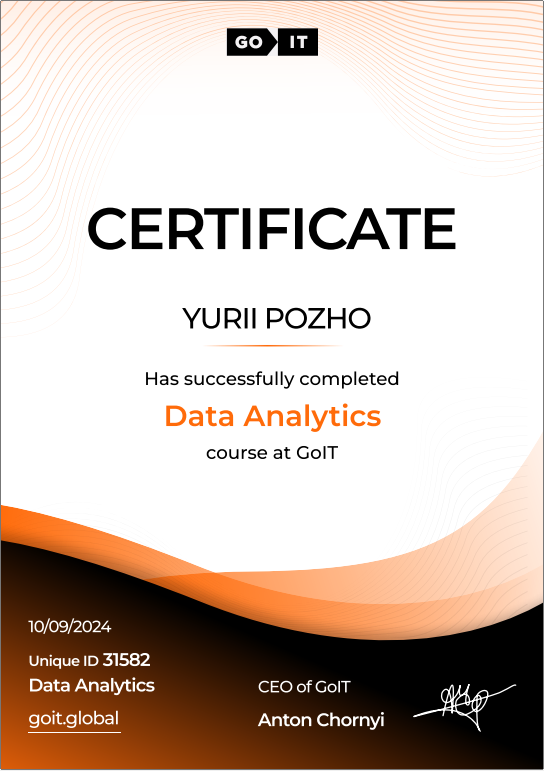 GO IT
CERTIFICATE
YURII POZHO
Has successfully completed
Data Analytics
course at GoIT
10/09/2024
Unique ID 31582
Data Analytics
goit.global
CEO of GoIT
Anton Chornyi